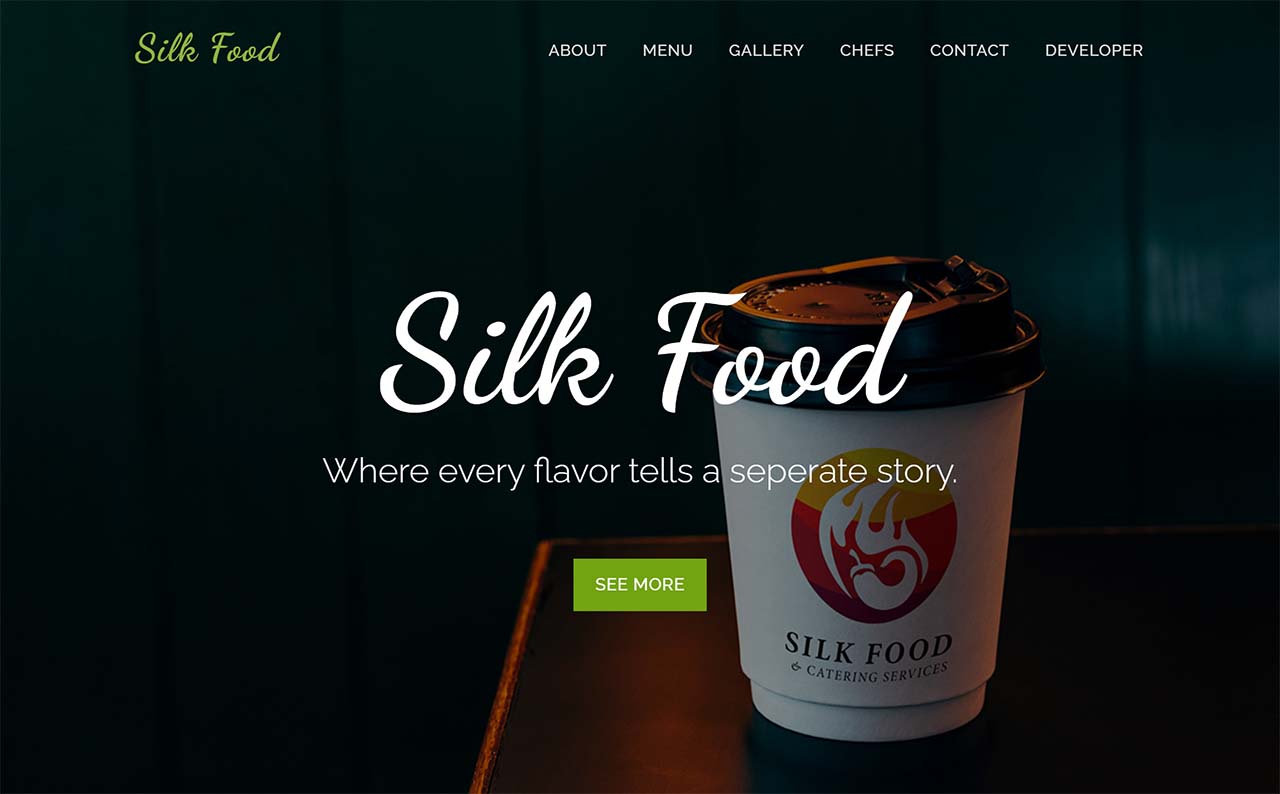 Silk Food
ABOUT MENU GALLERY CHEFS CONTACT DEVELOPER
Silk Food
Where every flavor tells a seperate story.
SEE MORE
SILK FOOD
& CATERING SERVICES